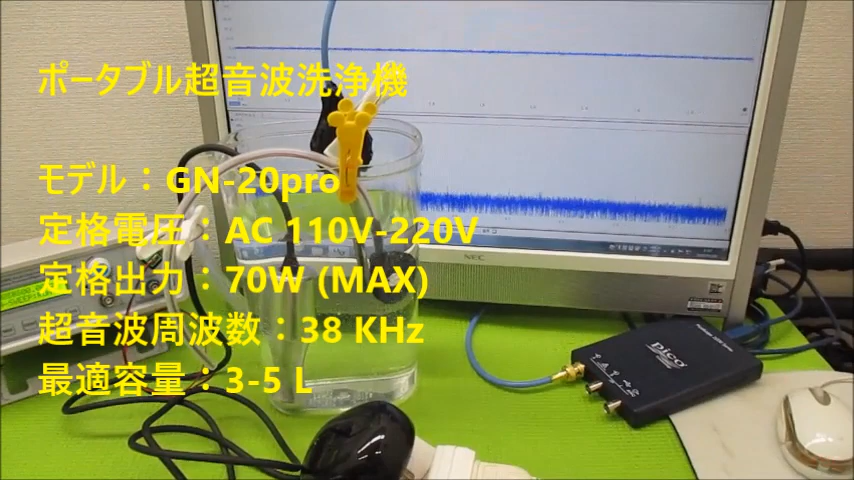 ポータブル超音波洗浄機
モデル：GN-20pro
定格電圧：AC 110V-220V
定格出力：70W (MAX)
超音波周波数：38 KHz
最適容量：3-5 L
NEC
pico